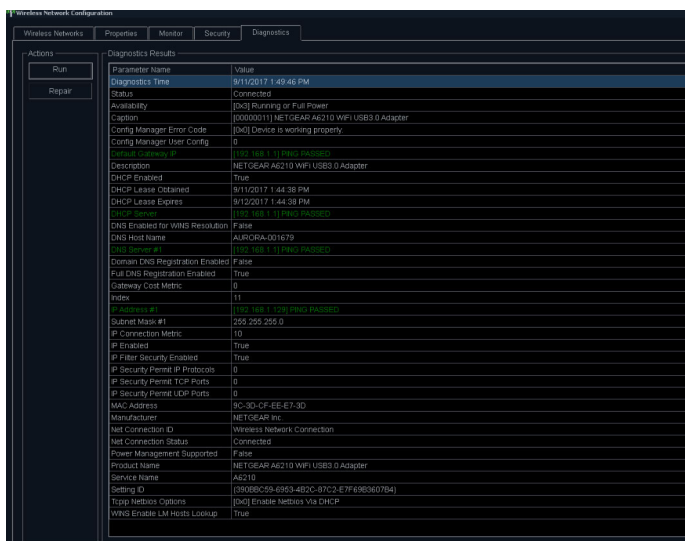 Wireless Network Configuration
Wireless Networks Properties Monitor Security Diagnostics
Actions
Run
Repair
Diagnostics Results
Parameter Name Value
Diagnostics Time 9/11/2017 1:49:46 PM
Status Connected
Availability [0x3] Running or Full Power
Caption [00000011] NETGEAR A6210 WiFi USB3.0 Adapter
Config Manager Error Code [0x0] Device is working properly.
Config Manager User Config 0
Default Gateway IP [192.168.1.1] PING PASSED
Description NETGEAR A6210 WiFi USB3.0 Adapter
DHCP Enabled True
DHCP Lease Obtained 9/11/2017 1:44:38 PM
DHCP Lease Expires 9/12/2017 1:44:38 PM
DHCP Server [192.168.1.1] PING PASSED
DNS Enabled for WINS Resolution False
DNS Host Name AURORA-001679
DNS Server #1 [192.168.1.1] PING PASSED
Domain DNS Registration Enabled False
Full DNS Registration Enabled True
Gateway Cost Metric 0
Index 11
IP Address #1 [192.168.1.129] PING PASSED
Subnet Mask #1 255.255.255.0
IP Connection Metric 10
IP Enabled True
IP Filter Security Enabled True
IP Security Permit IP Protocols 0
IP Security Permit TCP Ports 0
IP Security Permit UDP Ports 0
MAC Address 9C-3D-CF-EE-E7-3D
Manufacturer NETGEAR Inc.
Net Connection ID Wireless Network Connection
Net Connection Status Connected
Power Management Supported False
Product Name NETGEAR A6210 WiFi USB3.0 Adapter
Service Name A6210
Setting ID {390BBC59-6953-4B2C-87C2-E7F69B3607B4}
Tcpip Netbios Options [0x0] Enable Netbios Via DHCP
WINS Enable LM Hosts Lookup True